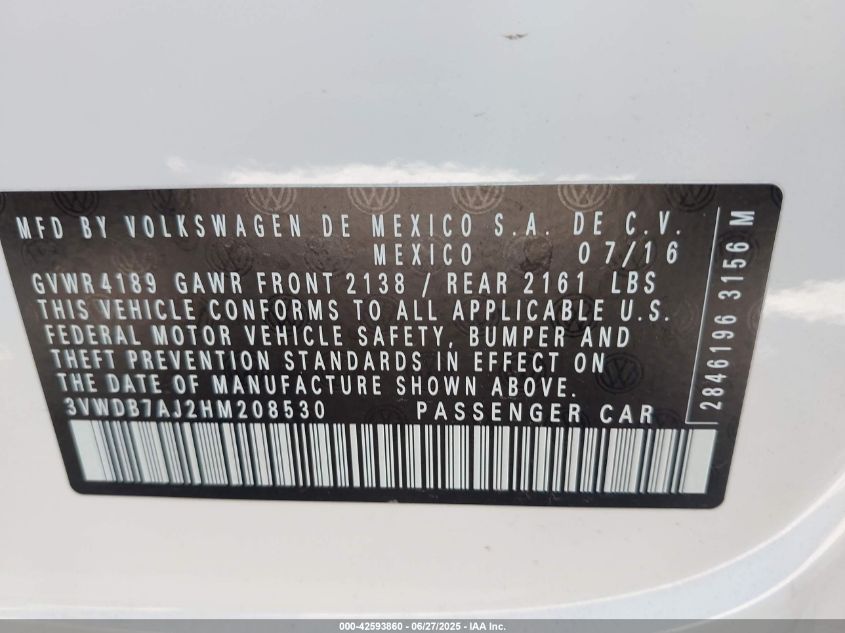 MFD BY VOLKSWAGEN DE MEXICO S.A. DE C.V.
MEXICO 07/16
GVWR 4189 GAWR FRONT 2138 / REAR 2161 LBS
THIS VEHICLE CONFORMS TO ALL APPLICABLE U.S.
FEDERAL MOTOR VEHICLE SAFETY, BUMPER AND
THEFT PREVENTION STANDARDS IN EFFECT ON
THE DATE OF MANUFACTURE SHOWN ABOVE.
3VWDB7AJ2HM208530 PASSENGER CAR
2846196 3156 M
000-42593860 - 06/27/2025 - IAA Inc.